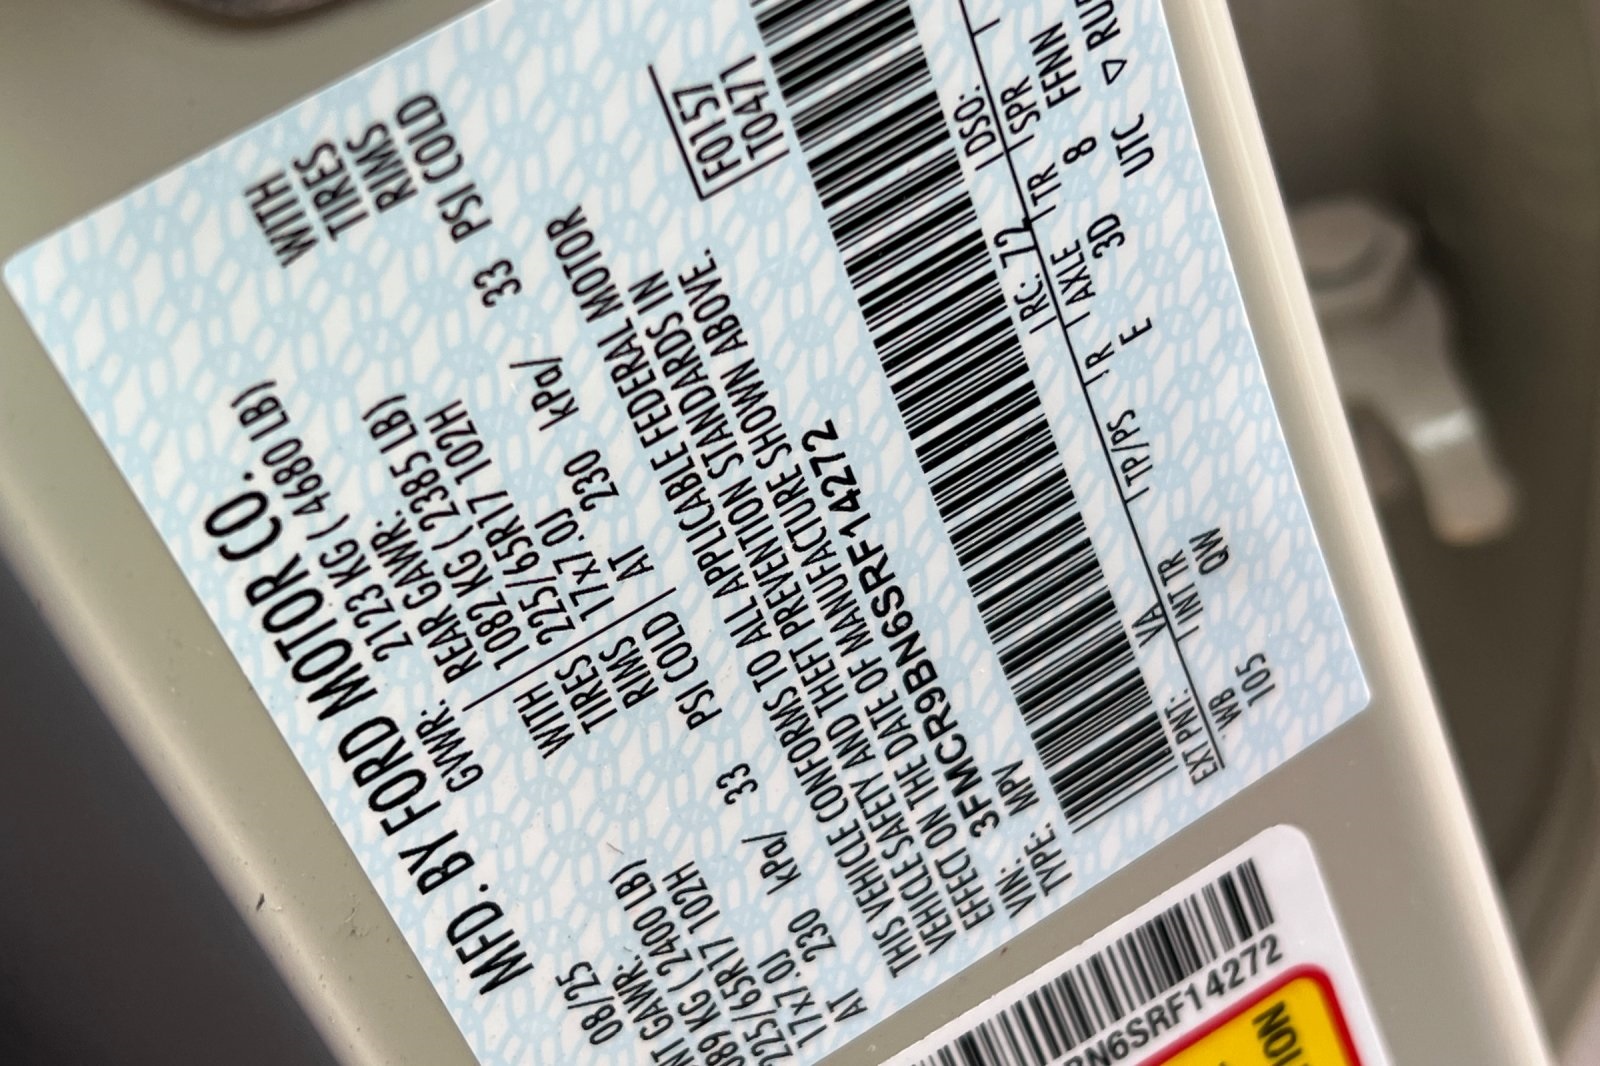 MFD. BY FORD MOTOR CO.
08/25 GVWR: 2123 KG ( 4680 LB)
GAWR: REAR GAWR:
089 KG ( 2400 LB) 1082 KG ( 2385 LB) WITH
225/65R17 102H WITH TIRES 225/65R17 102H TIRES
17x7.0J RIMS 17x7.0J RIMS
AT 230 kPa/ 33 PSI COLD AT 230 kPa/ 33 PSI COLD
THIS VEHICLE CONFORMS TO ALL APPLICABLE FEDERAL MOTOR
VEHICLE SAFETY AND THEFT PREVENTION STANDARDS IN
EFFECT ON THE DATE OF MANUFACTURE SHOWN ABOVE.
VIN: 3FMCR9BN6SRF14272 F0157
TYPE: MPV T0471
EXT PNT: YA RC: 72 DSO:
WB INT TR TP/PS R AXLE TR SPR
105 QW E 3D 8 FFNN
UTC
N6SRF14272